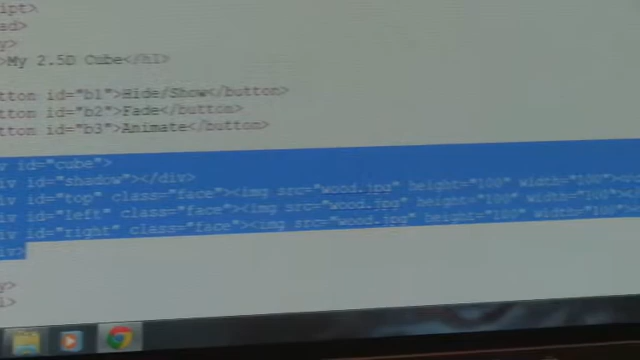 ipt>
ad>
y>
>My 2.5D Cube</h1>
tton id="b1">Hide/Show</button>
tton id="b2">Fade</button>
tton id="b3">Animate</button>
v id="cube">
iv id="shadow"></div>
iv id="top" class="face"><img src="wood.jpg" height="100" width="100"
iv id="left" class="face"><img src="wood.jpg" height="100" width="100"
iv id="right" class="face"><img src="wood.jpg" height="100" width="100"
iv>
y>
l>